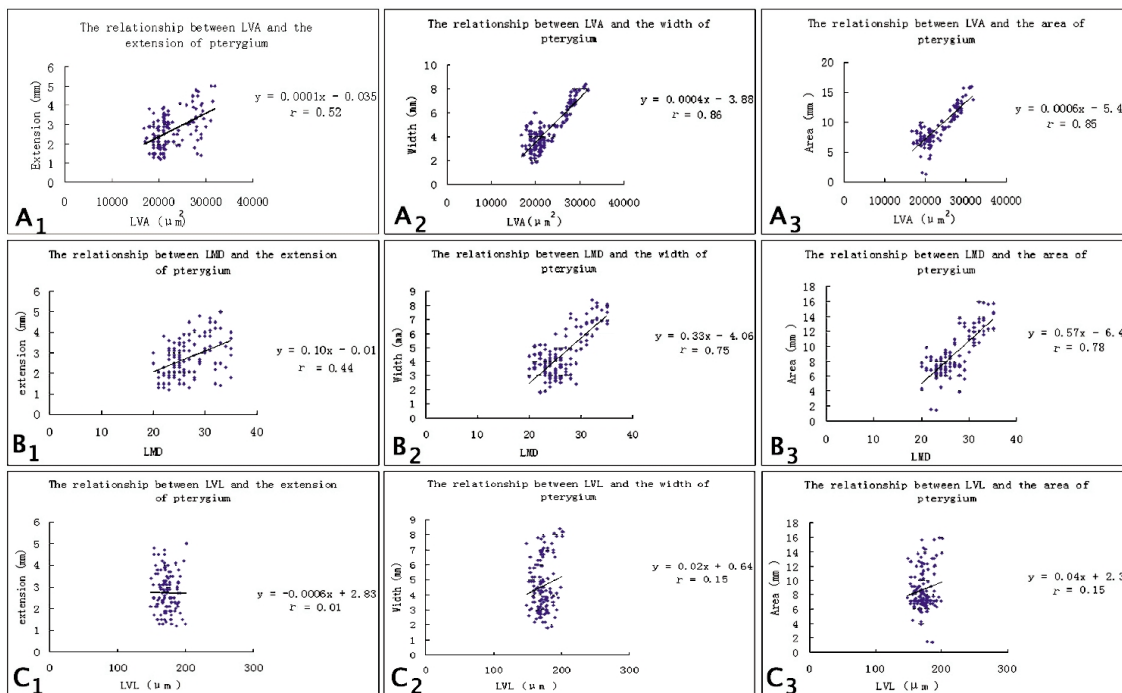 The relationship between LVA and the
extension of pterygium
Extension (mm)
6
5
4
3
2
1
0
0 10000 20000 30000 40000
LVA (μm²)
y = 0.0001x - 0.035
r = 0.52
A1
The relationship between LVA and the width of
pterygium
Width (mm)
10
8
6
4
2
0
0 10000 20000 30000 40000
LVA(μm²)
y = 0.0004x - 3.88
r = 0.86
A2
The relationship between LVA and the area of
pterygium
Area (mm )
20
15
10
5
0
0 10000 20000 30000 40000
LVA (μm²)
y = 0.0006x - 5.4
r = 0.85
A3
The relationship between LMD and the extension
of pterygium
extension (mm)
6
5
4
3
2
1
0
0 10 20 30 40
LMD
y = 0.10x - 0.01
r = 0.44
B1
The relationship between LMD and the width of
pterygium
Width (mm)
9
8
7
6
5
4
3
2
1
0
0 10 20 30 40
LMD
y = 0.33x - 4.06
r = 0.75
B2
The relationship between LMD and the area of
pterygium
Area (mm )
18
16
14
12
10
8
6
4
2
0
0 10 20 30 40
LMD
y = 0.57x - 6.4
r = 0.78
B3
The relationship between LVL and the extension
of pterygium
extension (mm)
6
5
4
3
2
1
0
0 100 200 300
LVL (μm)
y = -0.0006x + 2.83
r = 0.01
C1
The relationship between LVL and the width of
pterygium
Width (mm)
9
8
7
6
5
4
3
2
1
0
0 100 200 300
LVL (μm)
y = 0.02x + 0.64
r = 0.15
C2
The relationship between LVL and the area of
pterygium
Area (mm )
18
16
14
12
10
8
6
4
2
0
0 100 200 300
LVL (μm)
y = 0.04x + 2.3
r = 0.15
C3